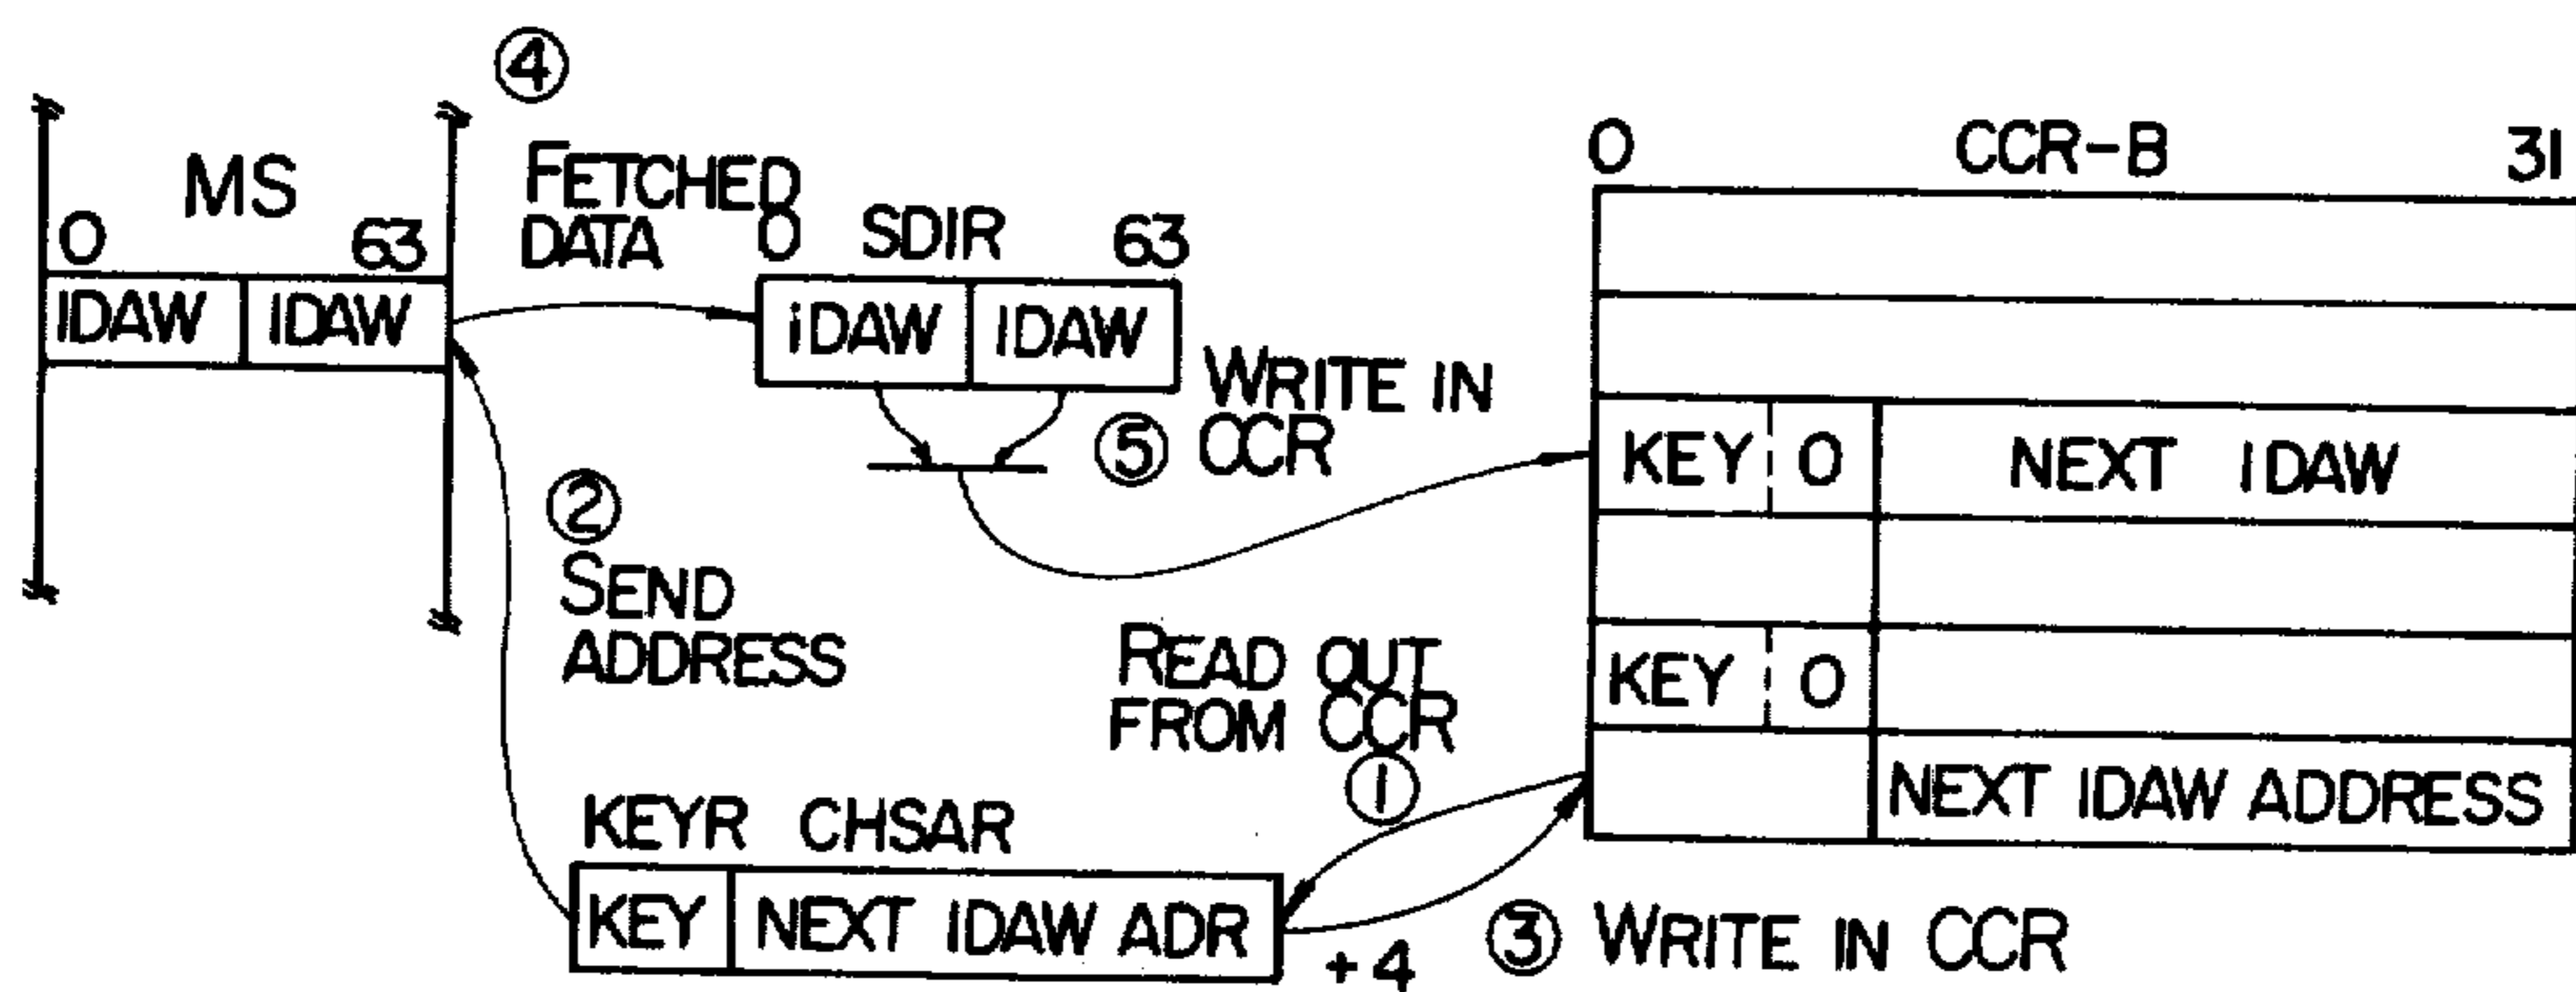 ④
MS
0 63
IDAW IDAW
FETCHED
DATA
0 SDIR 63
iDAW IDAW
WRITE IN
⑤ CCR
②
SEND
ADDRESS
READ OUT
FROM CCR
①
KEYR CHSAR
KEY NEXT IDAW ADR
+4
③ WRITE IN CCR
0 CCR-B 31
KEY 0 NEXT IDAW
KEY 0
NEXT IDAW ADDRESS